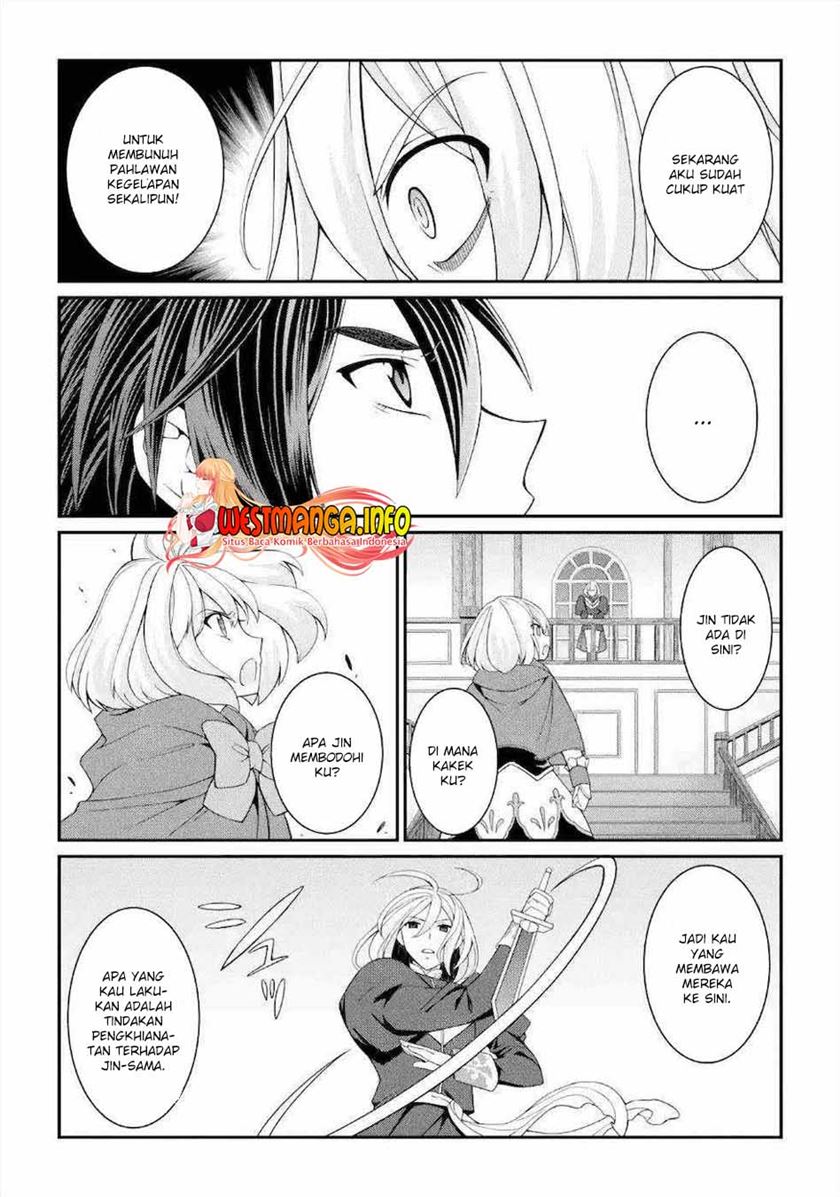 SEKARANG
AKU SUDAH
CUKUP KUAT
UNTUK
MEMBUNUH
PAHLAWAN
KEGELAPAN
SEKALIPUN!
...
WESTMANGA.INFO
Situs Baca Komik Berbahasa Indonesia
JIN TIDAK
ADA DI
SINI?
DI MANA
KAKEK
KU?
APA JIN
MEMBODOHI
KU?
JADI KAU
YANG
MEMBAWA
MEREKA
KE SINI.
APA YANG
KAU LAKU-
KAN ADALAH
TINDAKAN
PENGKHIANA-
TAN TERHADAP
JIN-SAMA.